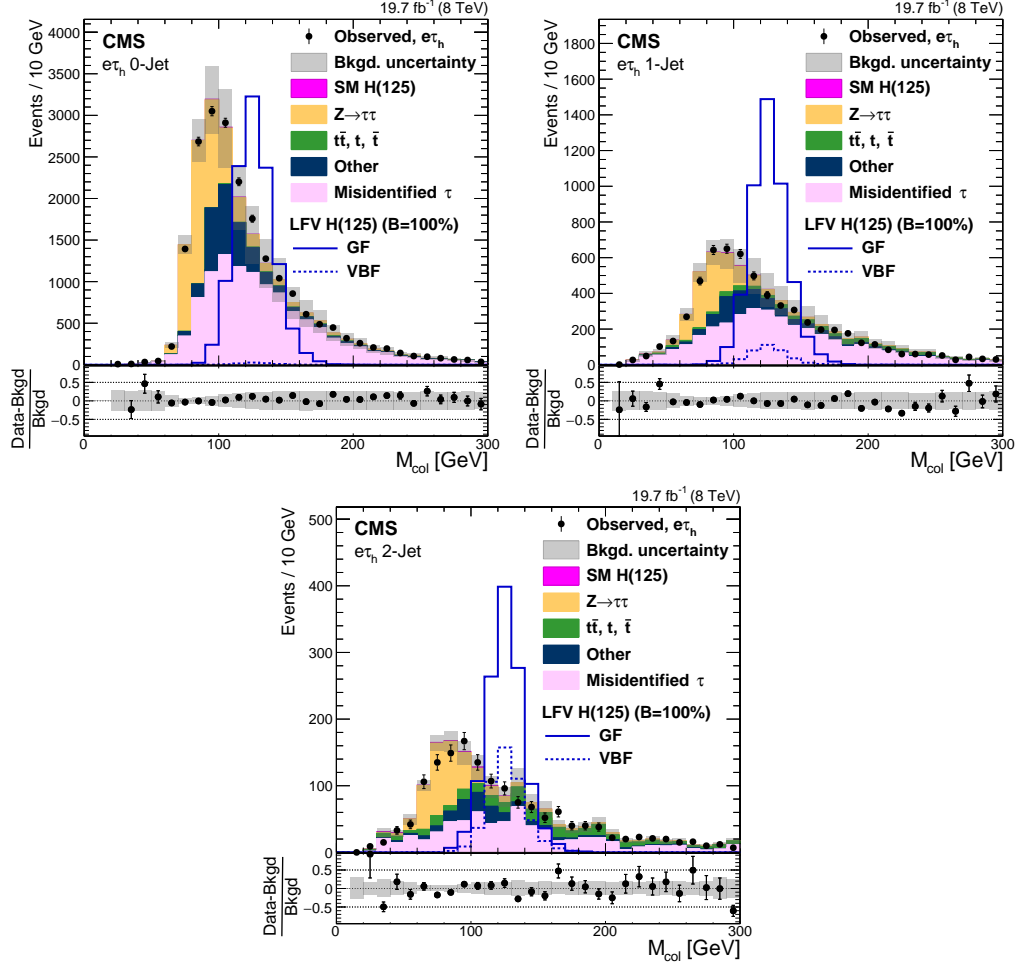 19.7 fb⁻¹ (8 TeV)
CMS
eτₕ 0-Jet
Events / 10 GeV
4000
3500
3000
2500
2000
1500
1000
500
0
Observed, eτₕ
Bkgd. uncertainty
SM H(125)
Z→ττ
tt̄, t, t̄
Other
Misidentified τ
LFV H(125) (B=100%)
GF
VBF
Data-Bkgd
Bkgd
0.5
0
−0.5
0 100 200 300
M_col [GeV]
19.7 fb⁻¹ (8 TeV)
CMS
eτₕ 1-Jet
Events / 10 GeV
1800
1600
1400
1200
1000
800
600
400
200
0
Observed, eτₕ
Bkgd. uncertainty
SM H(125)
Z→ττ
tt̄, t, t̄
Other
Misidentified τ
LFV H(125) (B=100%)
GF
VBF
Data-Bkgd
Bkgd
0.5
0
−0.5
0 100 200 300
M_col [GeV]
19.7 fb⁻¹ (8 TeV)
CMS
eτₕ 2-Jet
Events / 10 GeV
500
400
300
200
100
0
Observed, eτₕ
Bkgd. uncertainty
SM H(125)
Z→ττ
tt̄, t, t̄
Other
Misidentified τ
LFV H(125) (B=100%)
GF
VBF
Data-Bkgd
Bkgd
0.5
0
−0.5
0 100 200 300
M_col [GeV]